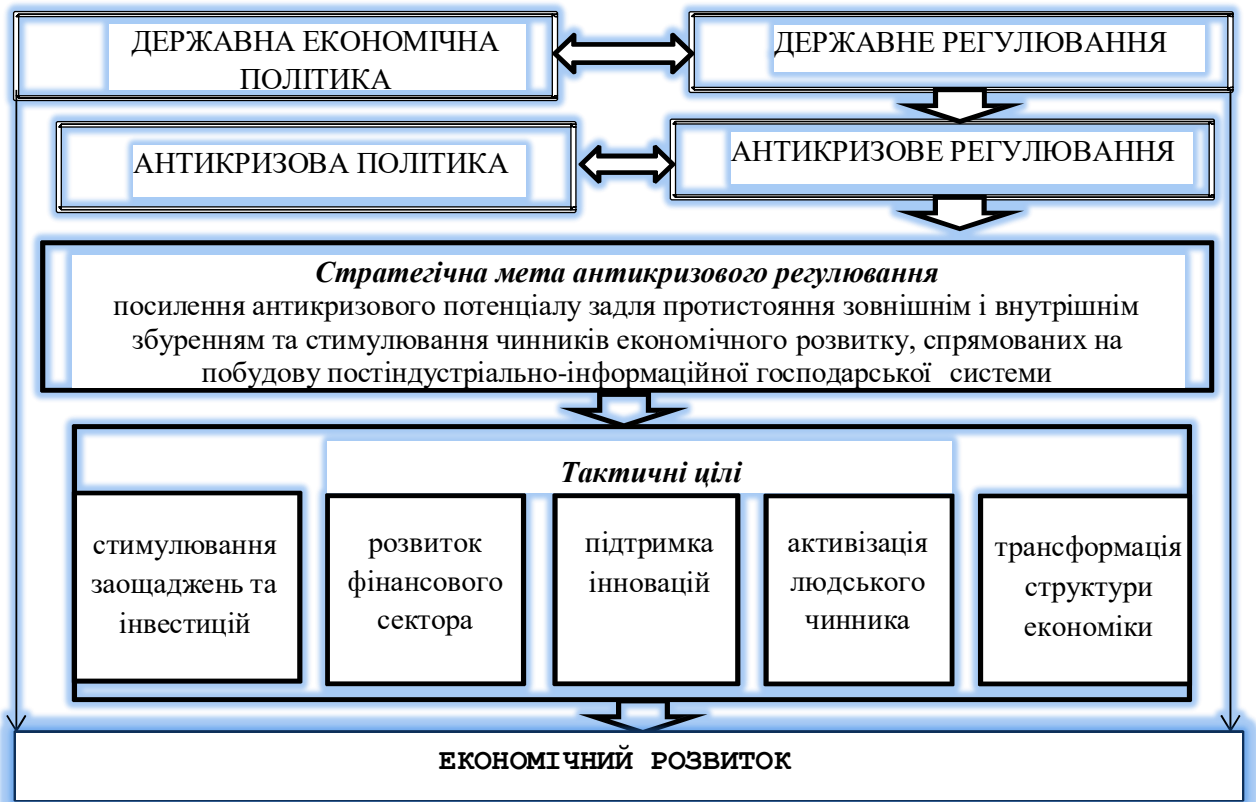 ДЕРЖАВНА ЕКОНОМІЧНА
ПОЛІТИКА
ДЕРЖАВНЕ РЕГУЛЮВАННЯ
АНТИКРИЗОВА ПОЛІТИКА
АНТИКРИЗОВЕ РЕГУЛЮВАННЯ
Стратегічна мета антикризового регулювання
посилення антикризового потенціалу задля протистояння зовнішнім і внутрішнім
збуренням та стимулювання чинників економічного розвитку, спрямованих на
побудову постіндустріально-інформаційної господарської системи
Тактичні цілі
стимулювання
заощаджень та
інвестицій
розвиток
фінансового
сектора
підтримка
інновацій
активізація
людського
чинника
трансформація
структури
економіки
ЕКОНОМІЧНИЙ РОЗВИТОК